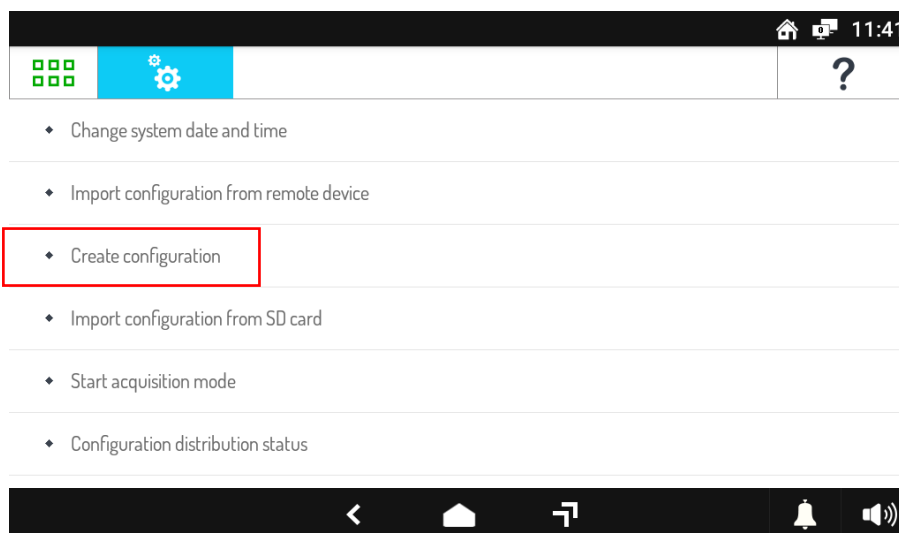 11:41
?
Change system date and time
Import configuration from remote device
Create configuration
Import configuration from SD card
Start acquisition mode
Configuration distribution status